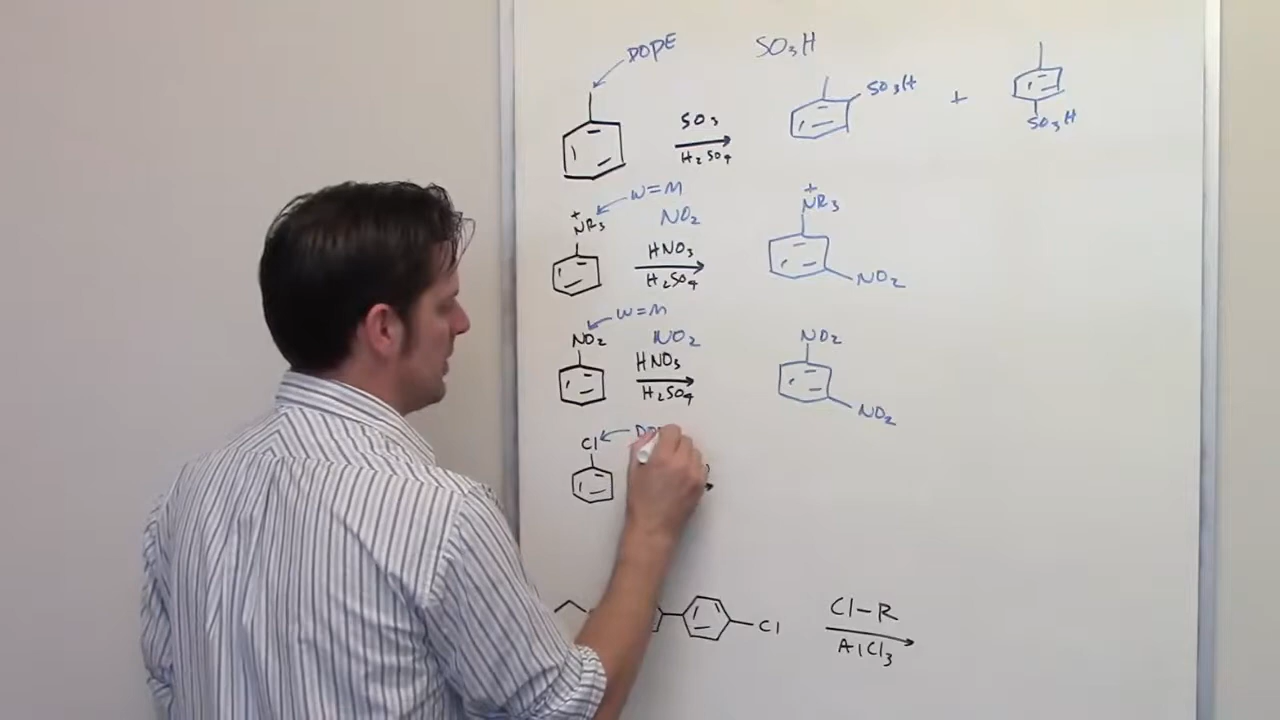 DOPE
SO3H
SO3
H2SO4
SO3H
+
SO3H
W=M
+
NR3
NO2
HNO3
H2SO4
+
NR3
NO2
W=M
NO2
NO2
HNO3
H2SO4
NO2
NO2
Cl
Cl
Cl-R
AlCl3